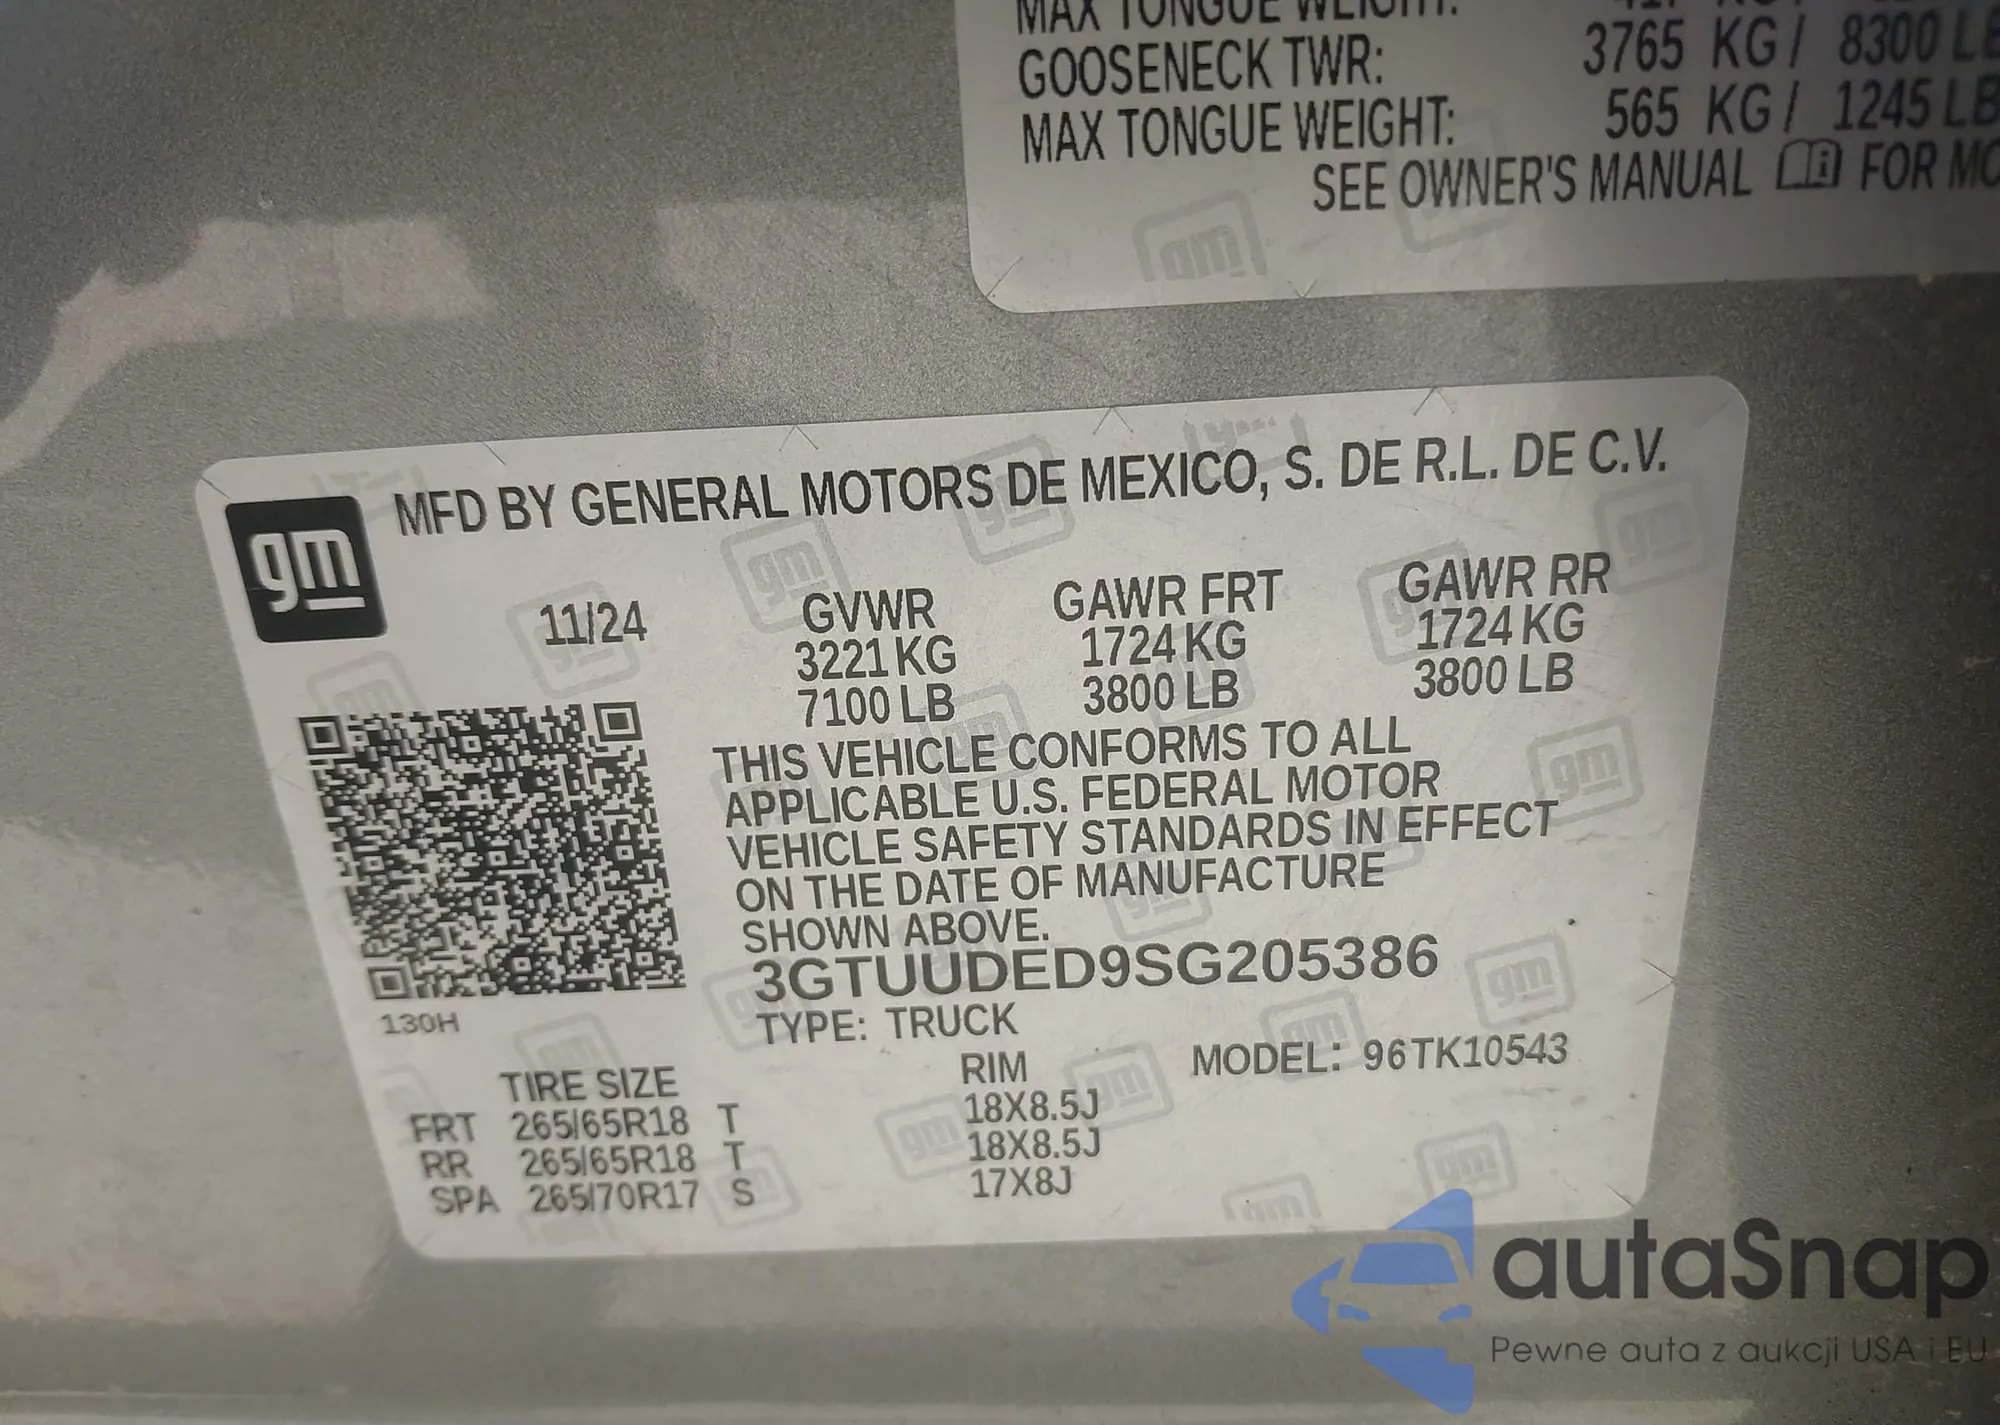 MAX TONGUE WEIGHT:
GOOSENECK TWR: 3765 KG / 8300 LB
MAX TONGUE WEIGHT: 565 KG / 1245 LB
SEE OWNER'S MANUAL FOR MO
gm
MFD BY GENERAL MOTORS DE MEXICO, S. DE R.L. DE C.V.
11/24 GVWR GAWR FRT GAWR RR
3221 KG 1724 KG 1724 KG
7100 LB 3800 LB 3800 LB
THIS VEHICLE CONFORMS TO ALL
APPLICABLE U.S. FEDERAL MOTOR
VEHICLE SAFETY STANDARDS IN EFFECT
ON THE DATE OF MANUFACTURE
SHOWN ABOVE.
3GTUUDED9SG205386
130H
TYPE: TRUCK
MODEL: 96TK10543
TIRE SIZE RIM
FRT 265/65R18 T 18X8.5J
RR 265/65R18 T 18X8.5J
SPA 265/70R17 S 17X8J
autaSnap
Pewne auta z aukcji USA i EU